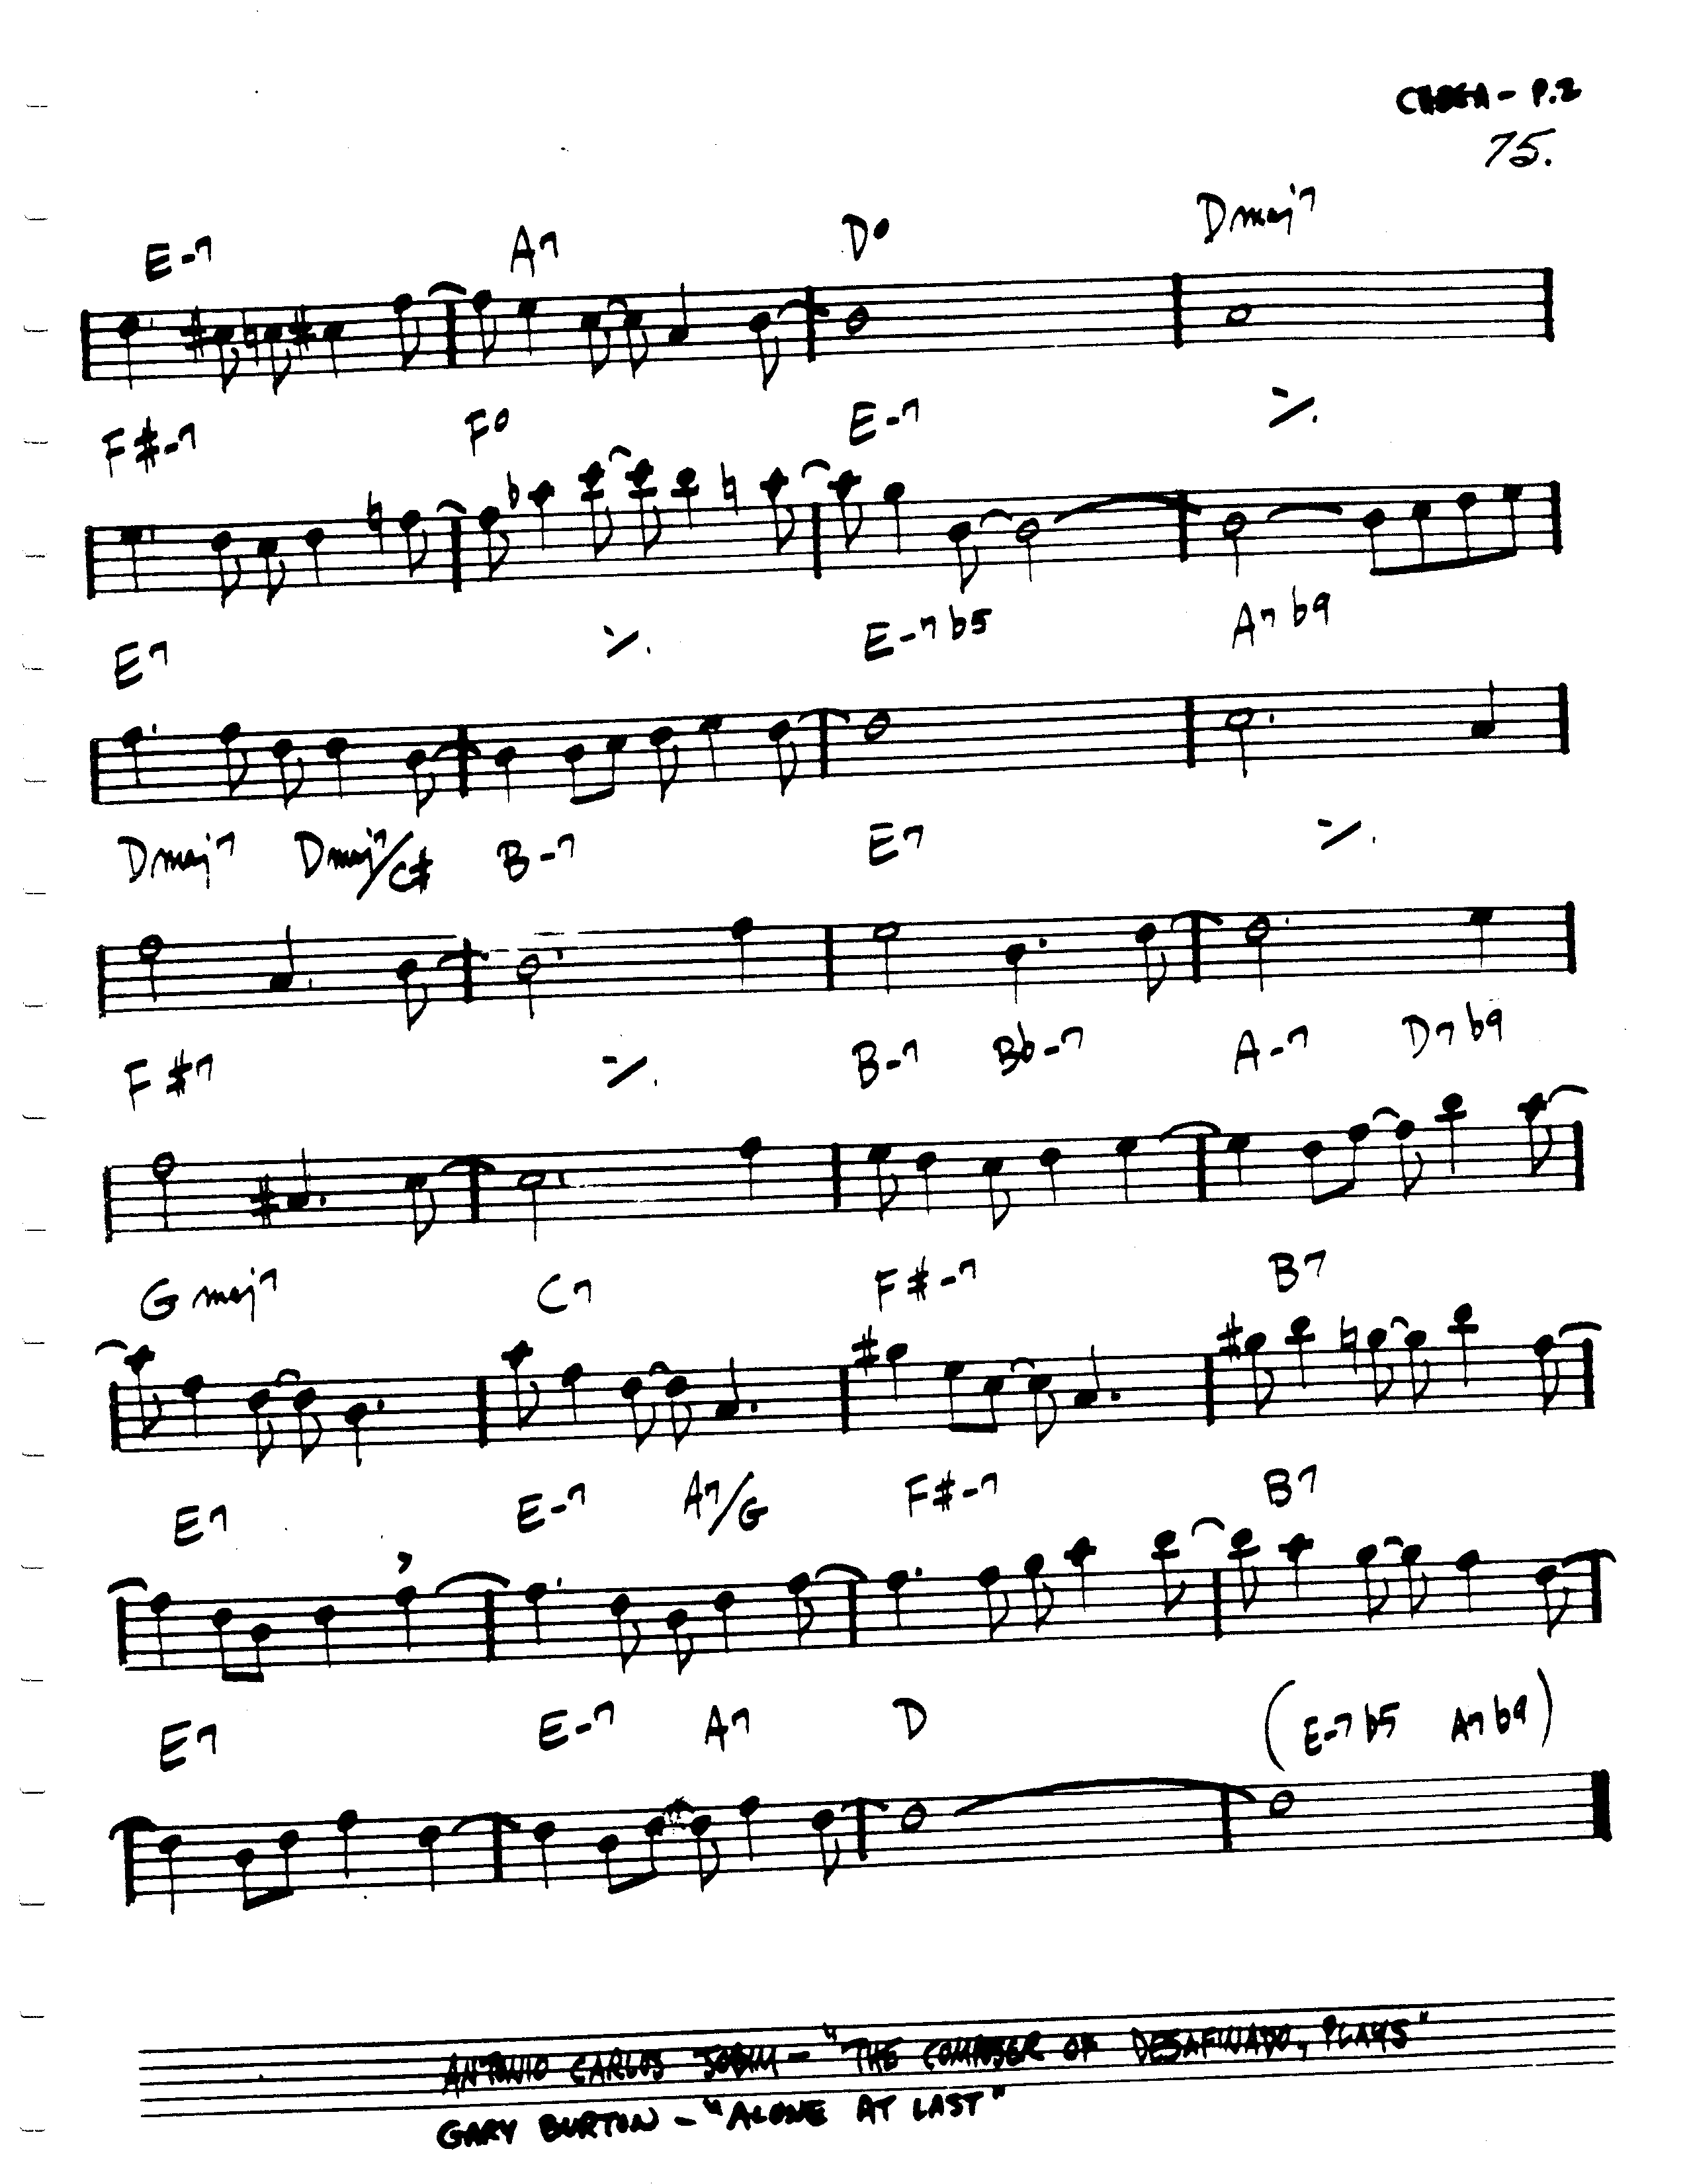 CHEGA - P.2
75.
E-7 A7 D° Dmaj7
F#-7 F° E-7 ٪
E7 ٪ E-7b5 A7b9
Dmaj7 Dmaj7/C# B-7 E7 ٪
F#7 ٪ B-7 Bb-7 A-7 D7b9
Gmaj7 C7 F#-7 B7
E7 E-7 A7/G F#-7 B7
E7 E-7 A7 D (E-7b5 A7b9)
ANTONIO CARLOS JOBIM - "THE COMPOSER OF DESAFINADO, PLAYS"
GARY BURTON - "ALONE AT LAST"